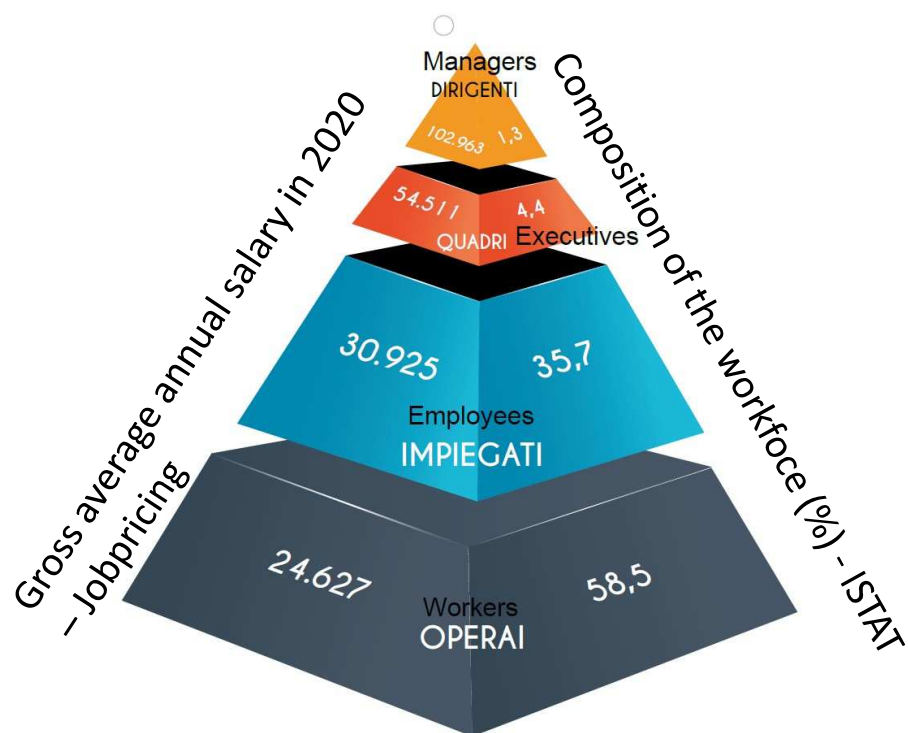 Gross average annual salary in 2020
– Jobpricing
Composition of the workfoce (%) - ISTAT
Managers
DIRIGENTI
102.963 1,3
54.511 4,4
QUADRI Executives
30.925 35,7
Employees
IMPIEGATI
24.627 58,5
Workers
OPERAI